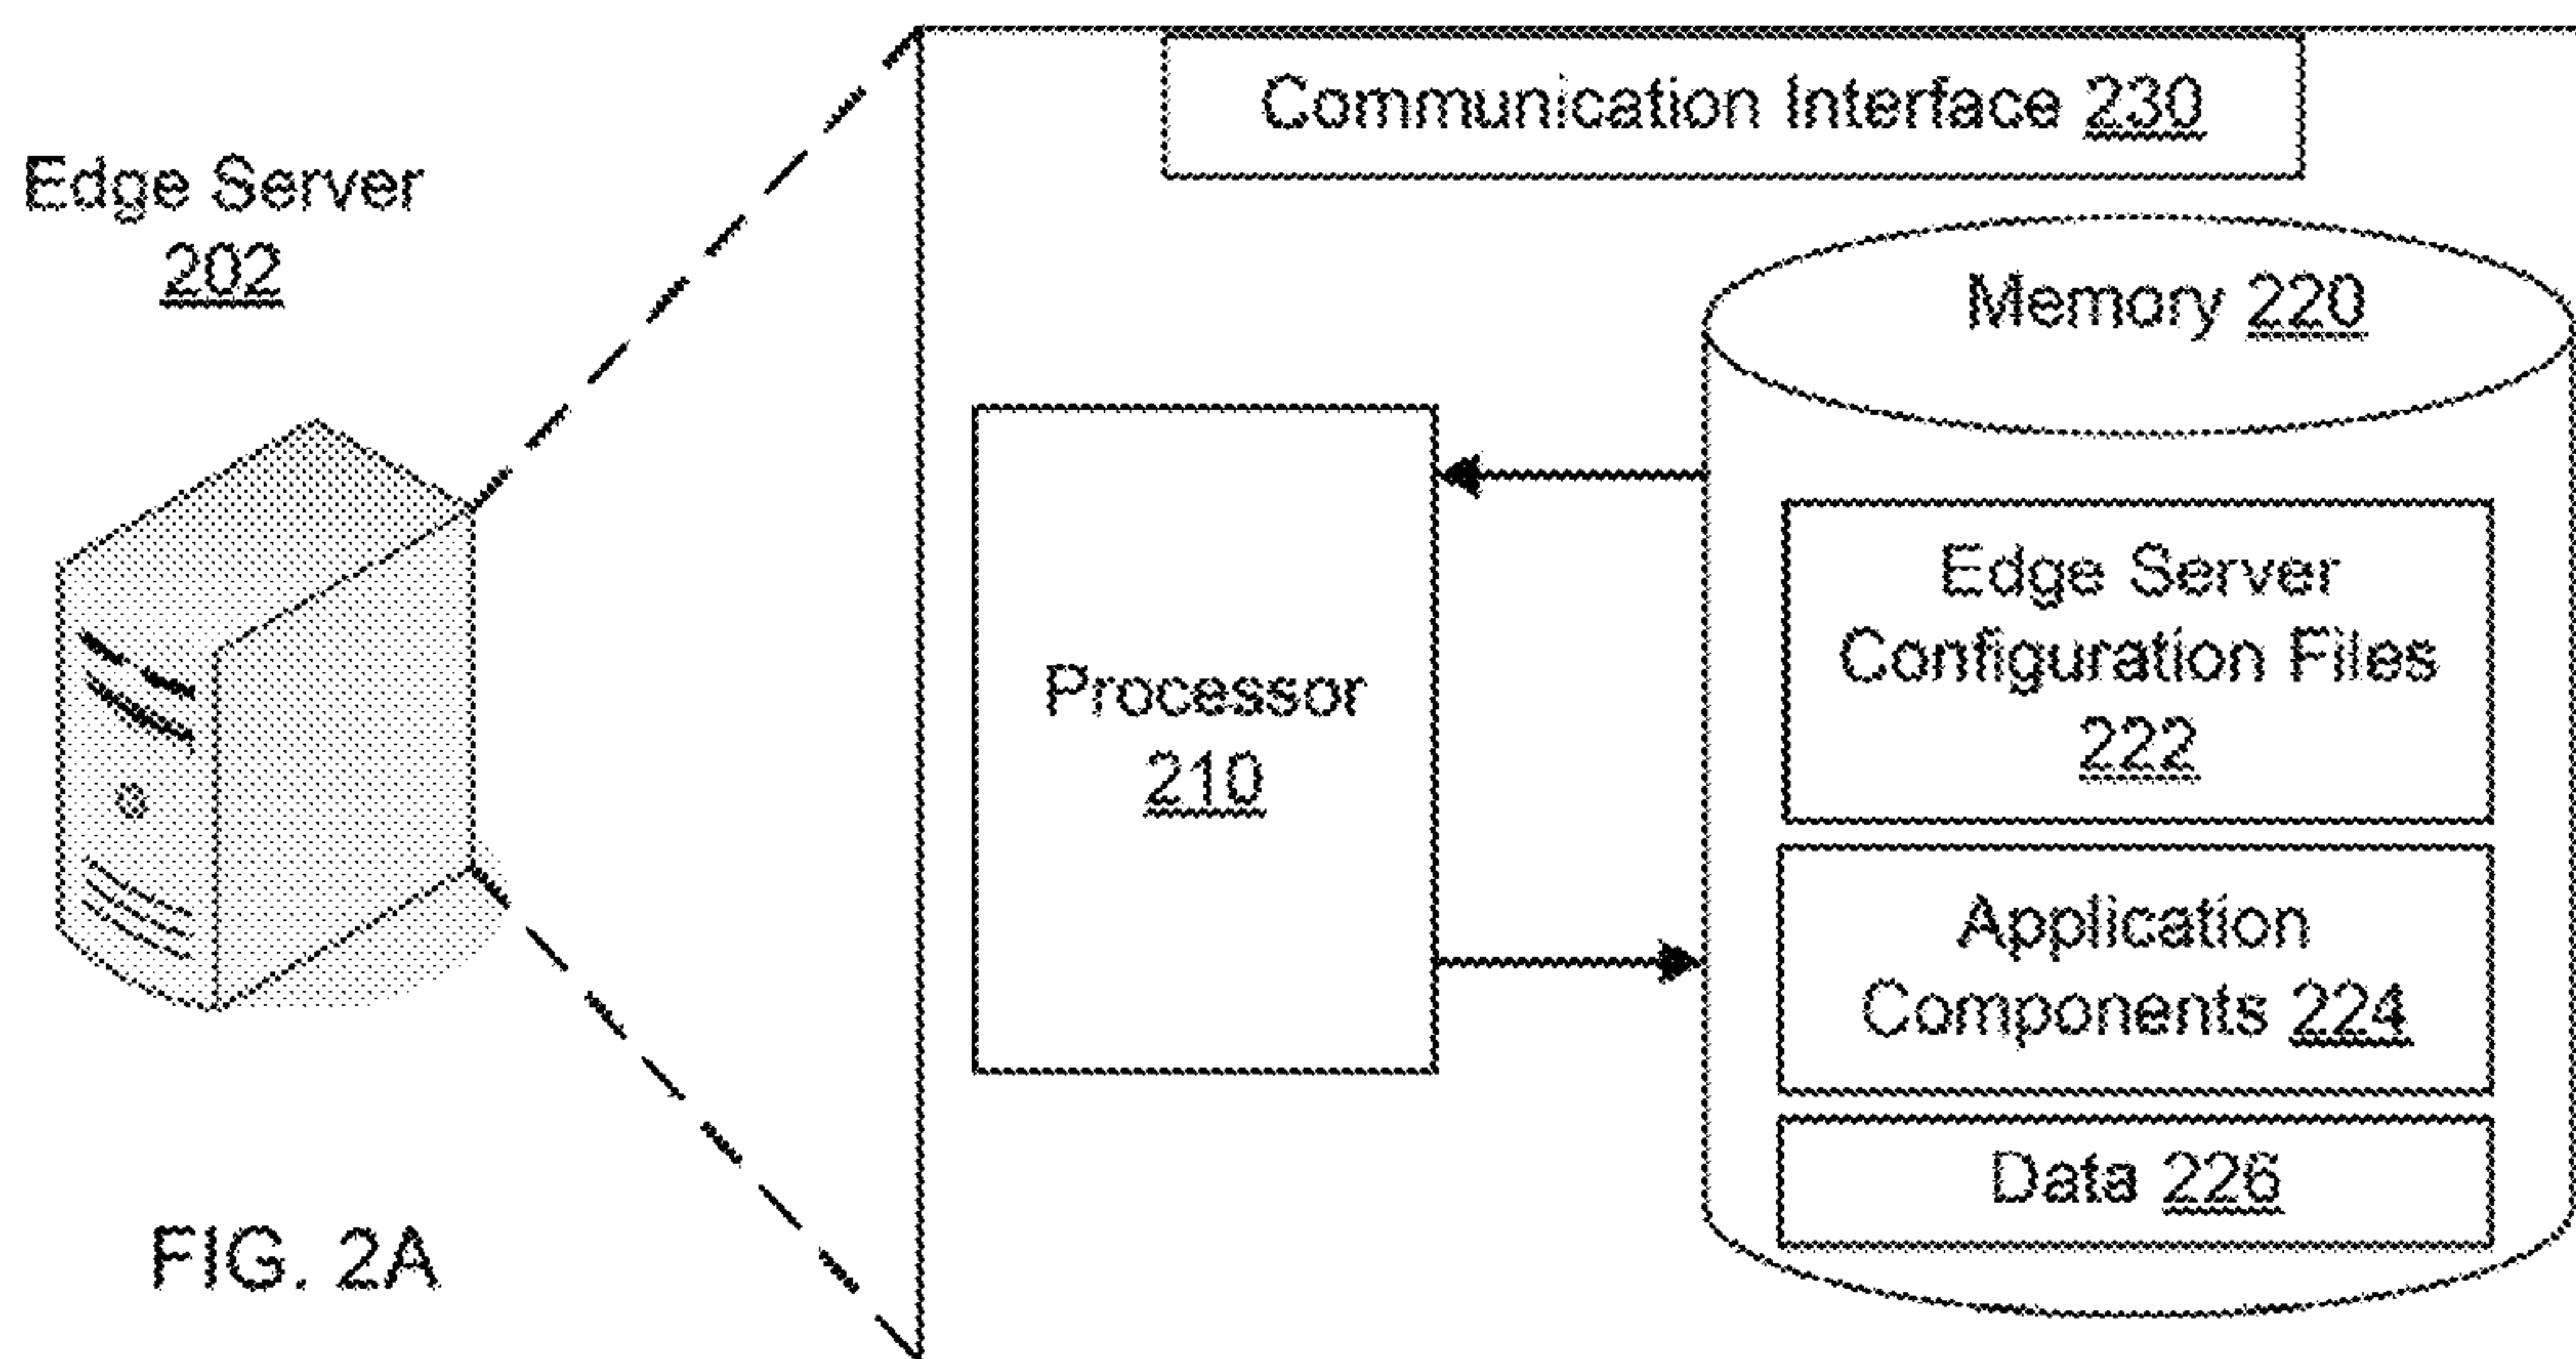 Communication Interface 230
Edge Server
202
Memory 220
Edge Server
Configuration Files
222
Processor
210
Application
Components 224
Data 226
FIG. 2A